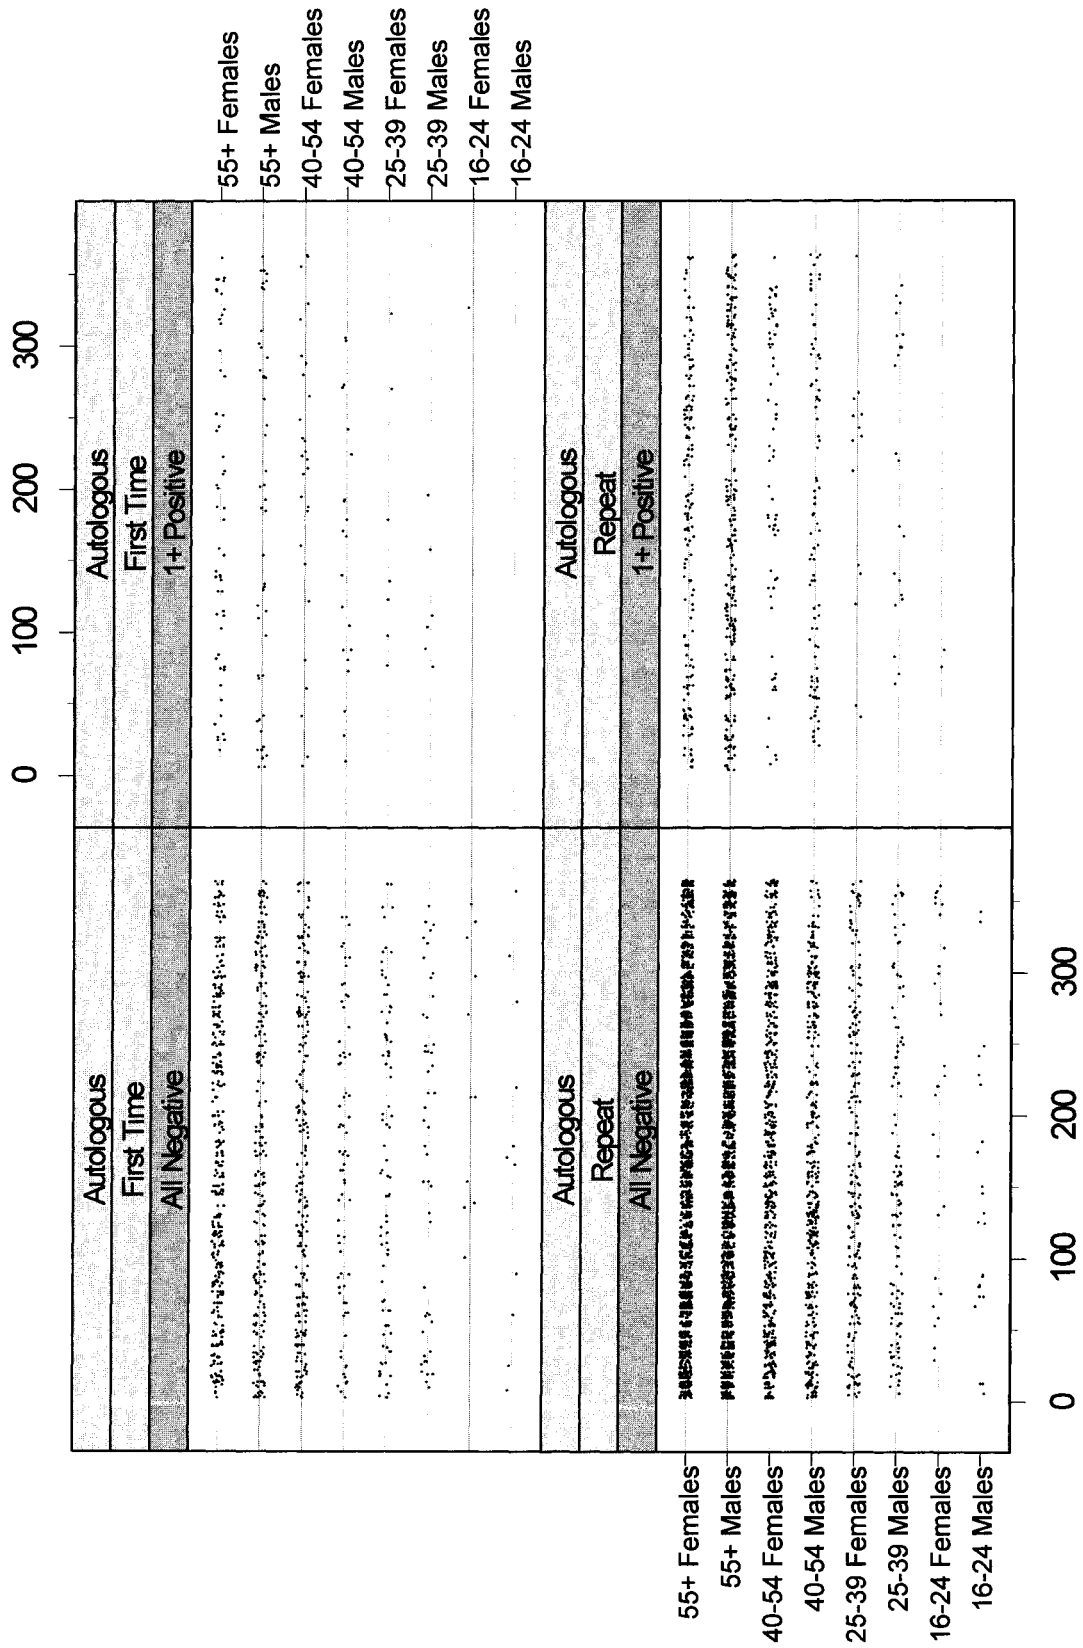 0
100
200
300
Autologous
First Time
All Negative
Autologous
First Time
1+ Positive
55+ Females
55+ Males
40-54 Females
40-54 Males
25-39 Females
25-39 Males
16-24 Females
16-24 Males
Autologous
Repeat
All Negative
Autologous
Repeat
1+ Positive
55+ Females
55+ Males
40-54 Females
40-54 Males
25-39 Females
25-39 Males
16-24 Females
16-24 Males
0
100
200
300